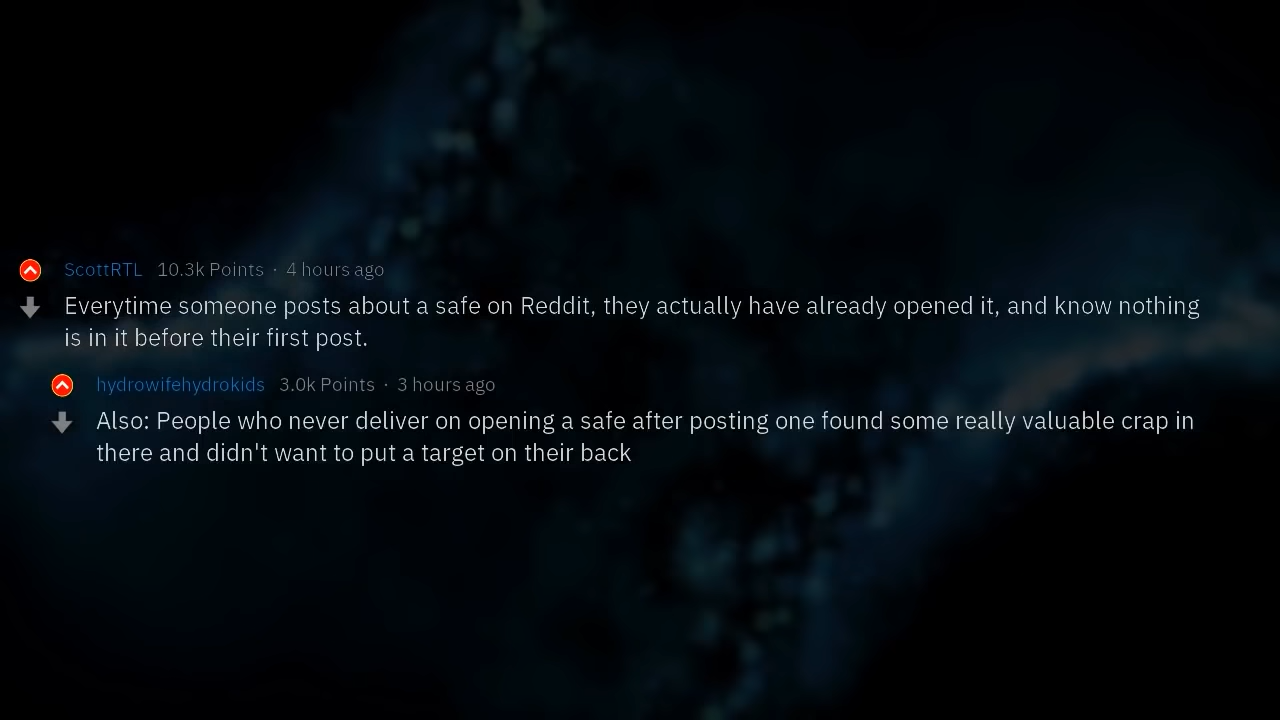 ScottRTL 10.3k Points · 4 hours ago
Everytime someone posts about a safe on Reddit, they actually have already opened it, and know nothing
is in it before their first post.
hydrowifehydrokids 3.0k Points · 3 hours ago
Also: People who never deliver on opening a safe after posting one found some really valuable crap in
there and didn't want to put a target on their back